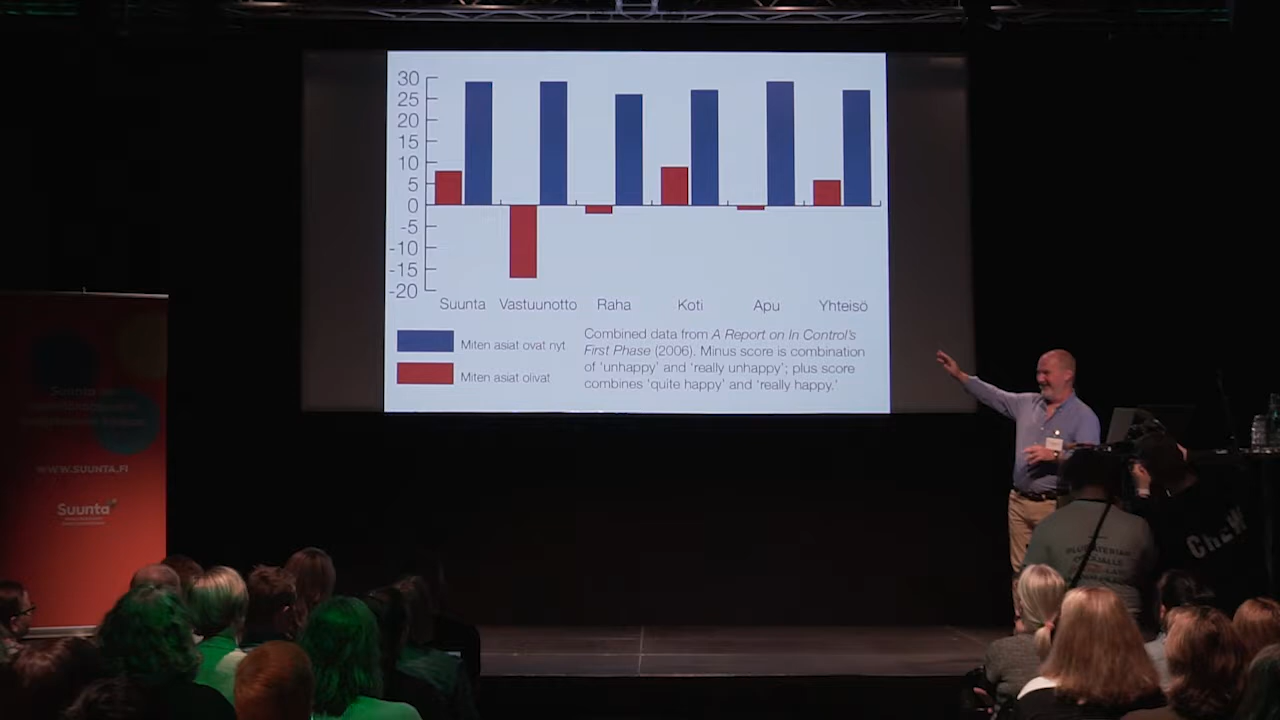 30
25
20
15
10
5
0
-5
-10
-15
-20
Suunta Vastuunotto Raha Koti Apu Yhteisö
Miten asiat ovat nyt
Miten asiat olivat
Combined data from A Report on In Control's
First Phase (2006). Minus score is combination
of 'unhappy' and 'really unhappy'; plus score
combines 'quite happy' and 'really happy.'
WWW.SUUNTA.FI
Suunta
CREW